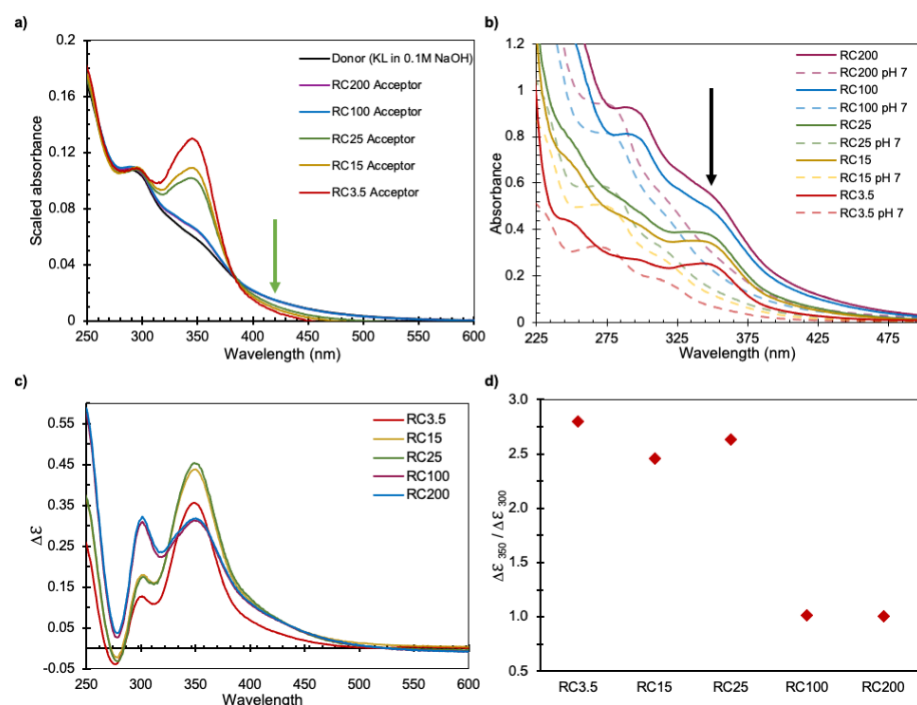 a)
Scaled absorbance
0.2
0.16
0.12
0.08
0.04
0
250 300 350 400 450 500 550 600
Wavelength (nm)
Donor (KL in 0.1M NaOH)
RC200 Acceptor
RC100 Acceptor
RC25 Acceptor
RC15 Acceptor
RC3.5 Acceptor
b)
Absorbance
1.2
1
0.8
0.6
0.4
0.2
0
225 275 325 375 425 475
Wavelength (nm)
RC200
RC200 pH 7
RC100
RC100 pH 7
RC25
RC25 pH 7
RC15
RC15 pH 7
RC3.5
RC3.5 pH 7
c)
Δε
0.55
0.45
0.35
0.25
0.15
0.05
-0.05
250 300 350 400 450 500 550 600
Wavelength
RC3.5
RC15
RC25
RC100
RC200
d)
Δε 350 / Δε 300
3.0
2.5
2.0
1.5
1.0
0.5
RC3.5 RC15 RC25 RC100 RC200